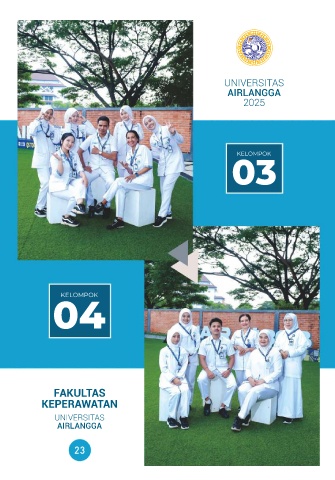 UNIVERSITAS
AIRLANGGA
2025
KELOMPOK
03
KELOMPOK
04
FAKULTAS
KEPERAWATAN
UNIVERSITAS
AIRLANGGA
23